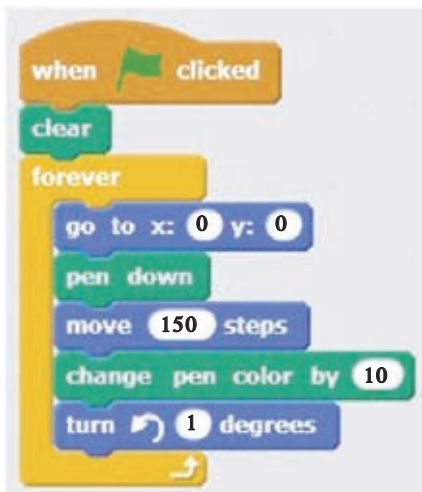 when clicked
clear
forever
go to x: 0 y: 0
pen down
move 150 steps
change pen color by 10
turn 1 degrees